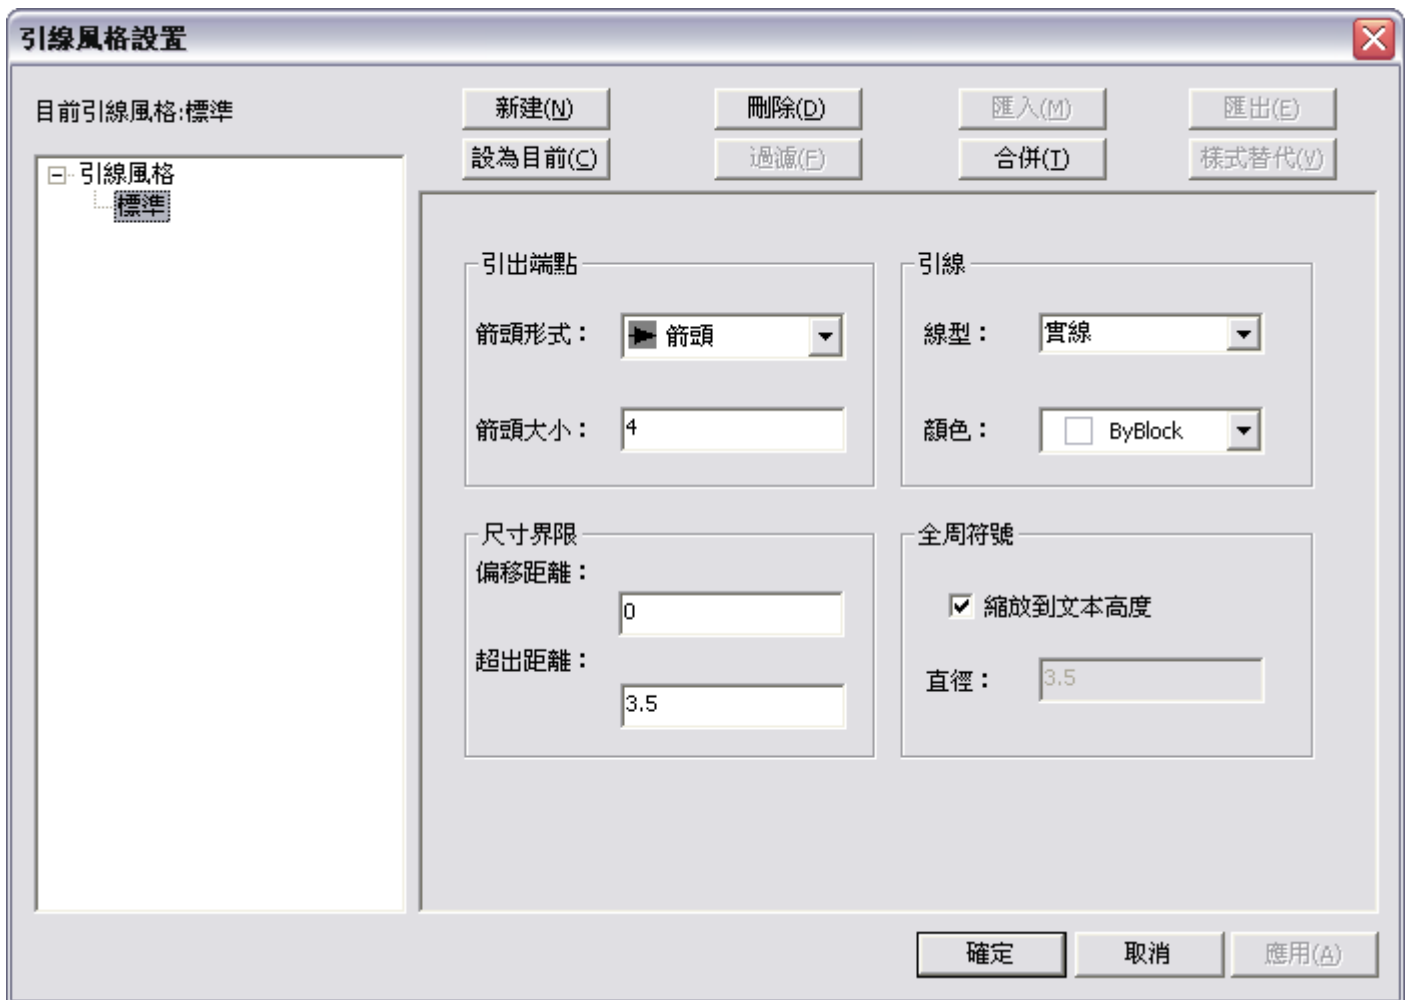 引線風格設置
目前引線風格:標準
新建(N) 刪除(D) 匯入(M) 匯出(E)
設為目前(C) 過濾(F) 合併(T) 樣式替代(V)
引線風格
標準
引出端點
箭頭形式：
箭頭
箭頭大小：
4
引線
線型：
實線
顏色：
ByBlock
尺寸界限
偏移距離：
0
超出距離：
3.5
全周符號
縮放到文本高度
直徑：
3.5
確定 取消 應用(A)